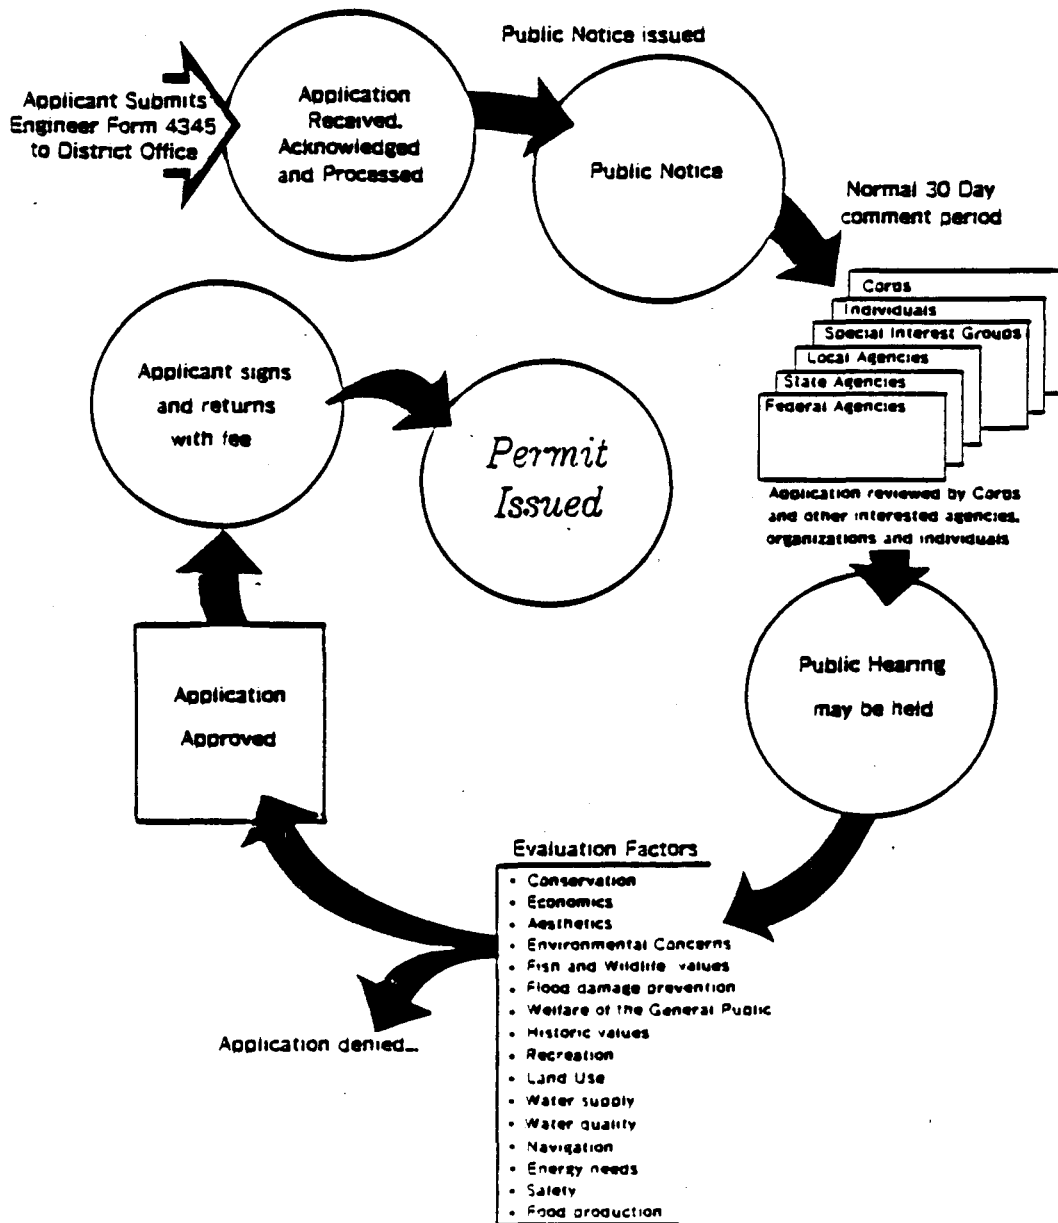 Applicant Submits
Engineer Form 4345
to District Office
Application
Received.
Acknowledged
and Processed
Public Notice issued
Public Notice
Normal 30 Day
comment period
Corps
Individuals
Special Interest Groups
Local Agencies
State Agencies
Federal Agencies
Application reviewed by Corps
and other interested agencies.
organizations and individuals
Public Hearing
may be held
Evaluation Factors
• Conservation
• Economics
• Aesthetics
• Environmental Concerns
• Fish and Wildlife values
• Flood damage prevention
• Welfare of the General Public
• Historic values
• Recreation
• Land Use
• Water supply
• Water quality
• Navigation
• Energy needs
• Safety
• Food production
Application denied...
Application
Approved
Applicant signs
and returns
with fee
Permit
Issued